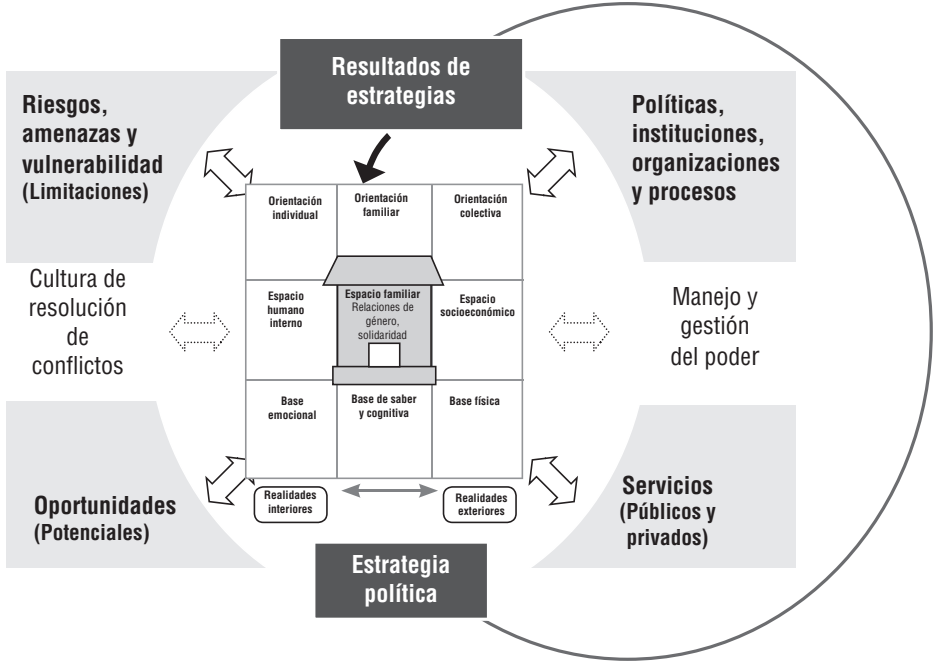 Resultados de
estrategias
Riesgos,
amenazas y
vulnerabilidad
(Limitaciones)
Políticas,
instituciones,
organizaciones
y procesos
Orientación
individual
Orientación
familiar
Orientación
colectiva
Cultura de
resolución
de
conflictos
Espacio
humano
interno
Espacio familiar
Relaciones de
género,
solidaridad
Espacio
socioeconómico
Manejo y
gestión
del poder
Base
emocional
Base de saber
y cognitiva
Base física
Oportunidades
(Potenciales)
Realidades
interiores
Realidades
exteriores
Servicios
(Públicos y
privados)
Estrategia
política